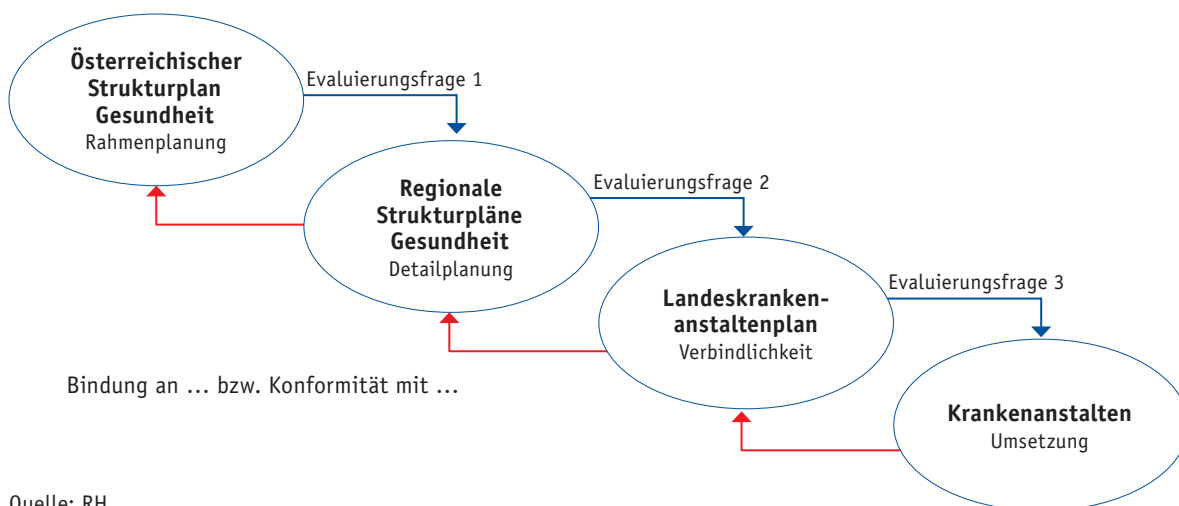 Österreichischer
Strukturplan
Gesundheit
Rahmenplanung
Evaluierungsfrage 1
Regionale
Strukturpläne
Gesundheit
Detailplanung
Evaluierungsfrage 2
Landeskranken-
anstaltenplan
Verbindlichkeit
Evaluierungsfrage 3
Krankenanstalten
Umsetzung
Bindung an … bzw. Konformität mit …
Quelle: RH